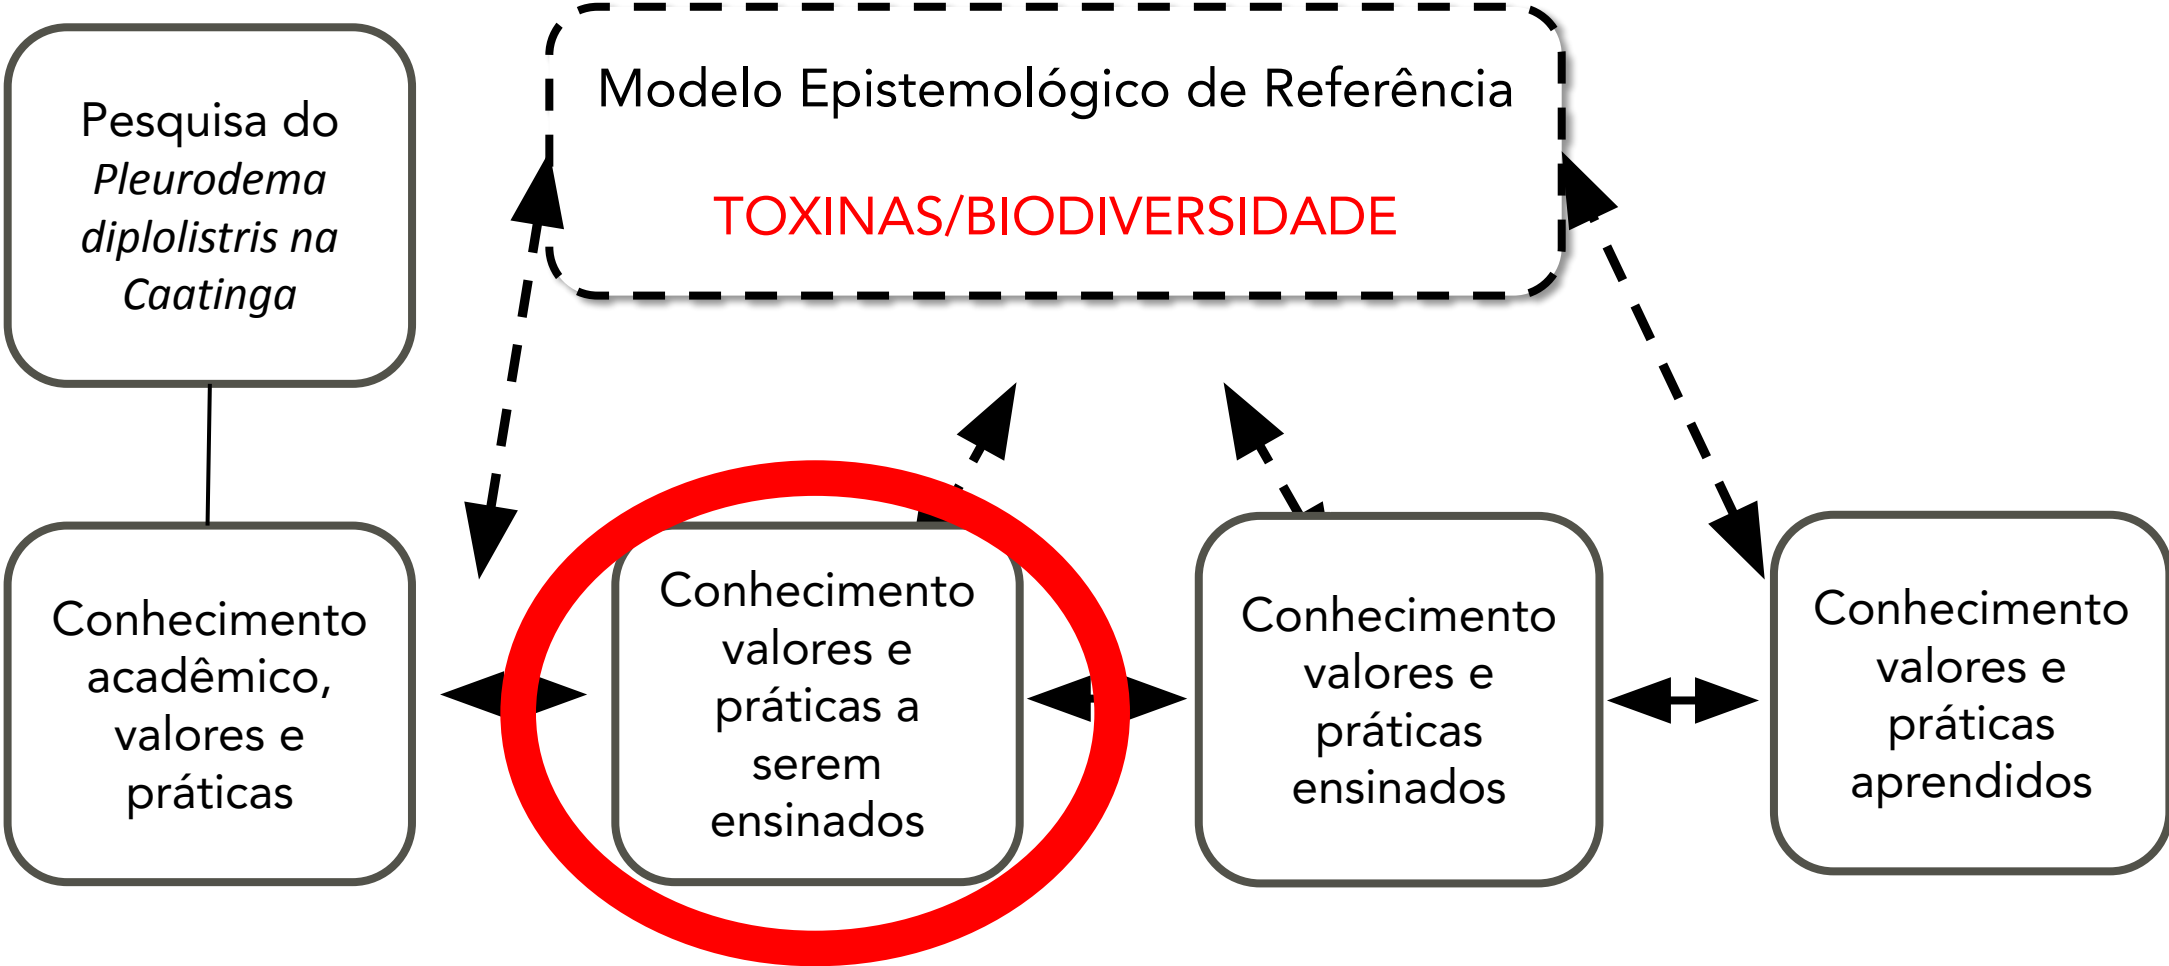 Pesquisa do
Pleurodema
diplolistris na
Caatinga
Modelo Epistemológico de Referência
TOXINAS/BIODIVERSIDADE
Conhecimento
acadêmico,
valores e
práticas
Conhecimento
valores e
práticas a
serem
ensinados
Conhecimento
valores e
práticas
ensinados
Conhecimento
valores e
práticas
aprendidos